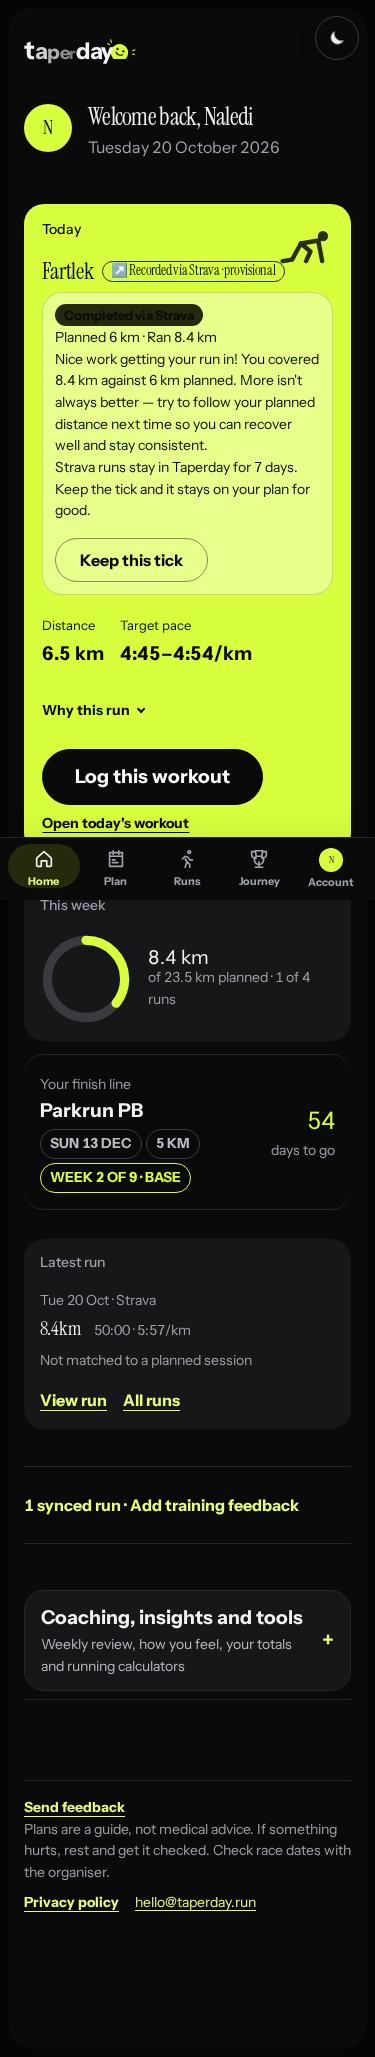 taperday
N
Welcome back, Naledi
Tuesday 20 October 2026
Today
Fartlek
↗ Recorded via Strava · provisional
Completed via Strava
Planned 6 km · Ran 8.4 km
Nice work getting your run in! You covered
8.4 km against 6 km planned. More isn't
always better — try to follow your planned
distance next time so you can recover
well and stay consistent.
Strava runs stay in Taperday for 7 days.
Keep the tick and it stays on your plan for
good.
Keep this tick
Distance
Target pace
6.5 km
4:45–4:54/km
Why this run
Log this workout
Open today's workout
Home
Plan
Runs
Journey
N
Account
This week
8.4 km
of 23.5 km planned · 1 of 4
runs
Your finish line
Parkrun PB
SUN 13 DEC
5 KM
WEEK 2 OF 9 · BASE
54
days to go
Latest run
Tue 20 Oct · Strava
8.4km
50:00 · 5:57/km
Not matched to a planned session
View run
All runs
1 synced run · Add training feedback
Coaching, insights and tools
Weekly review, how you feel, your totals
and running calculators
+
Send feedback
Plans are a guide, not medical advice. If something
hurts, rest and get it checked. Check race dates with
the organiser.
Privacy policy
hello@taperday.run